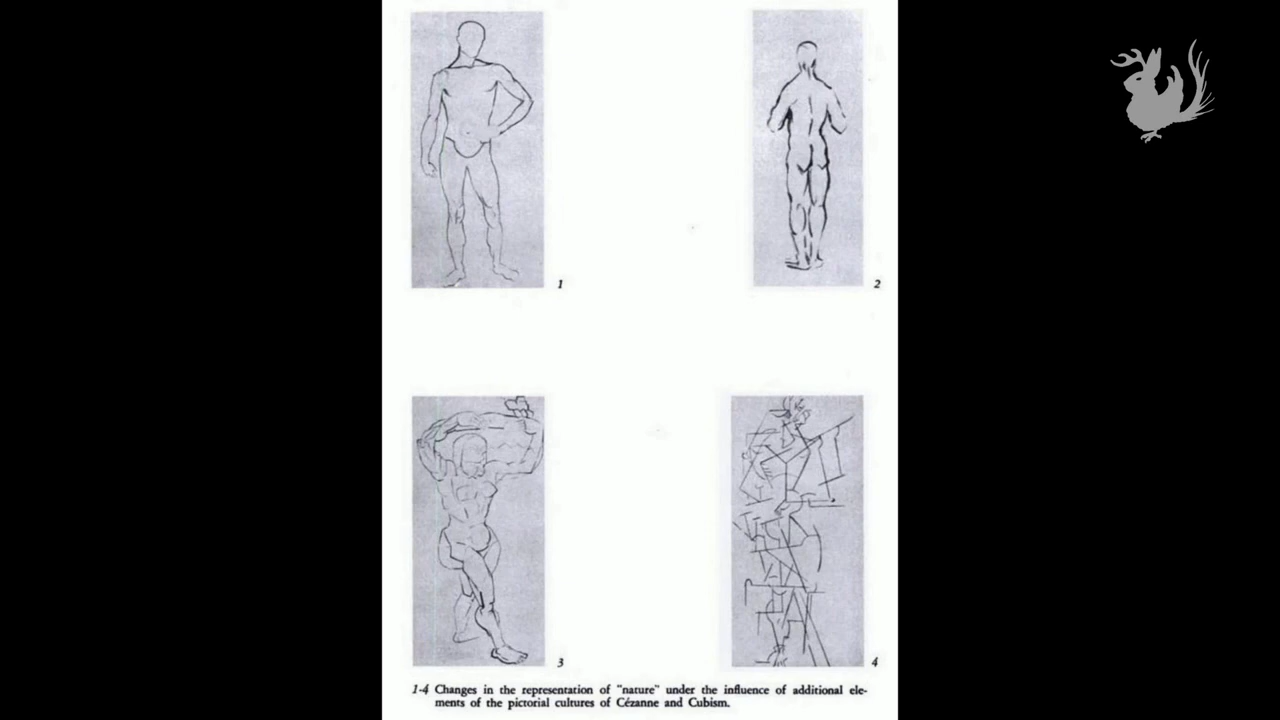 1
2
3
4
1-4 Changes in the representation of "nature" under the influence of additional ele-
ments of the pictorial cultures of Cézanne and Cubism.